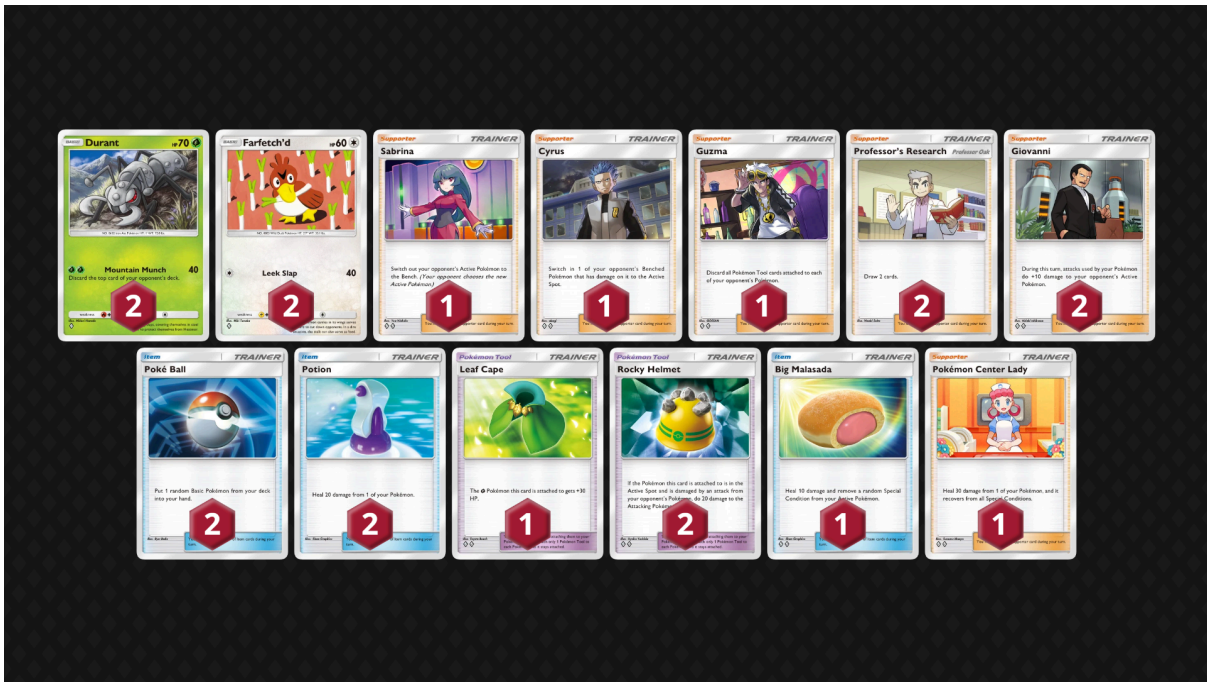 BASIC Durant HP70
Mountain Munch 40
Discard the top card of your opponent's deck.
2
BASIC Farfetch'd HP60
Leek Slap 40
2
Supporter TRAINER
Sabrina
Switch out your opponent's Active Pokémon to
the Bench. (Your opponent chooses the new
Active Pokémon.)
1
Supporter TRAINER
Cyrus
Switch in 1 of your opponent's Benched
Pokémon that has damage on it to the Active
Spot.
1
Supporter TRAINER
Guzma
Discard all Pokémon Tool cards attached to each
of your opponent's Pokémon.
1
Supporter TRAINER
Professor's Research Professor Oak
Draw 2 cards.
2
Supporter TRAINER
Giovanni
During this turn, attacks used by your Pokémon
do +10 damage to your opponent's Active
Pokémon.
2
Item TRAINER
Poké Ball
Put 1 random Basic Pokémon from your deck
into your hand.
2
Item TRAINER
Potion
Heal 20 damage from 1 of your Pokémon.
2
Pokémon Tool TRAINER
Leaf Cape
The Pokémon this card is attached to gets +30
HP.
1
Pokémon Tool TRAINER
Rocky Helmet
If the Pokémon this card is attached to is in the
Active Spot and is damaged by an attack from
your opponent's Pokémon, do 20 damage to the
Attacking Pokémon.
2
Item TRAINER
Big Malasada
Heal 10 damage and remove a random Special
Condition from your Active Pokémon.
1
Supporter TRAINER
Pokémon Center Lady
Heal 30 damage from 1 of your Pokémon, and it
recovers from all Special Conditions.
1